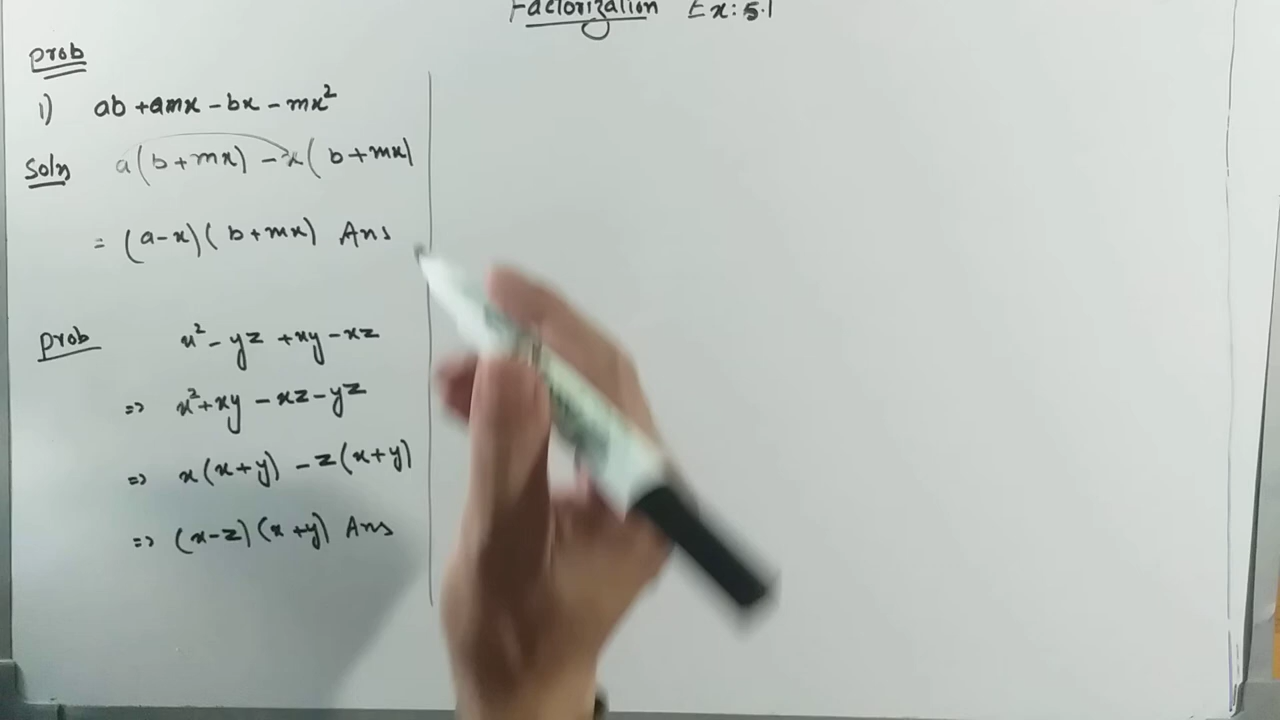 Factorization Ex: 5.1
Prob
1) ab + amx - bx - mx²
Soln a(b+mx) - x(b+mx)
= (a-x)(b+mx) Ans
Prob x² - yz + xy - xz
=> x² + xy - xz - yz
=> x(x+y) - z(x+y)
=> (x-z)(x+y) Ans